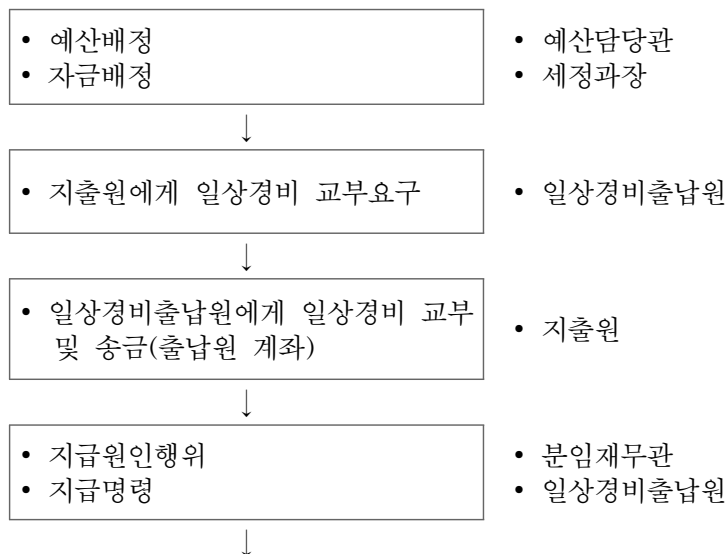 • 예산배정
• 예산담당관
• 자금배정
• 세정과장
↓
• 지출원에게 일상경비 교부요구
• 일상경비출납원
↓
• 일상경비출납원에게 일상경비 교부
및 송금(출납원 계좌)
• 지출원
↓
• 지급원인행위
• 분임재무관
• 지급명령
• 일상경비출납원
↓